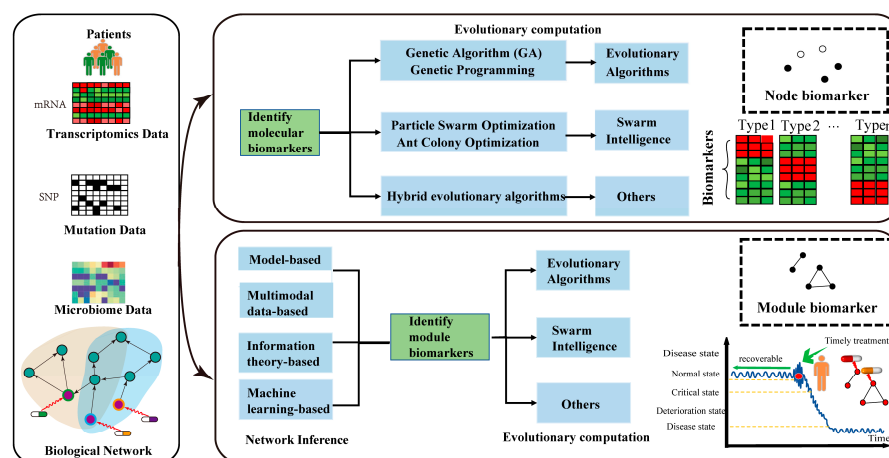 Patients
mRNA
Transcriptomics Data
SNP
Mutation Data
Microbiome Data
Biological Network
Evolutionary computation
Identify
molecular
biomarkers
Genetic Algorithm (GA)
Genetic Programming
Evolutionary
Algorithms
Particle Swarm Optimization
Ant Colony Optimization
Swarm
Intelligence
Hybrid evolutionary algorithms
Others
Node biomarker
Type1 Type2 ... Typen
Biomarkers
Model-based
Multimodal
data-based
Information
theory-based
Machine
learning-based
Network Inference
Identify
module
biomarkers
Evolutionary
Algorithms
Swarm
Intelligence
Others
Evolutionary computation
Module biomarker
Timely treatment
Disease state
recoverable
Normal state
Critical state
Deterioration state
Disease state
Time